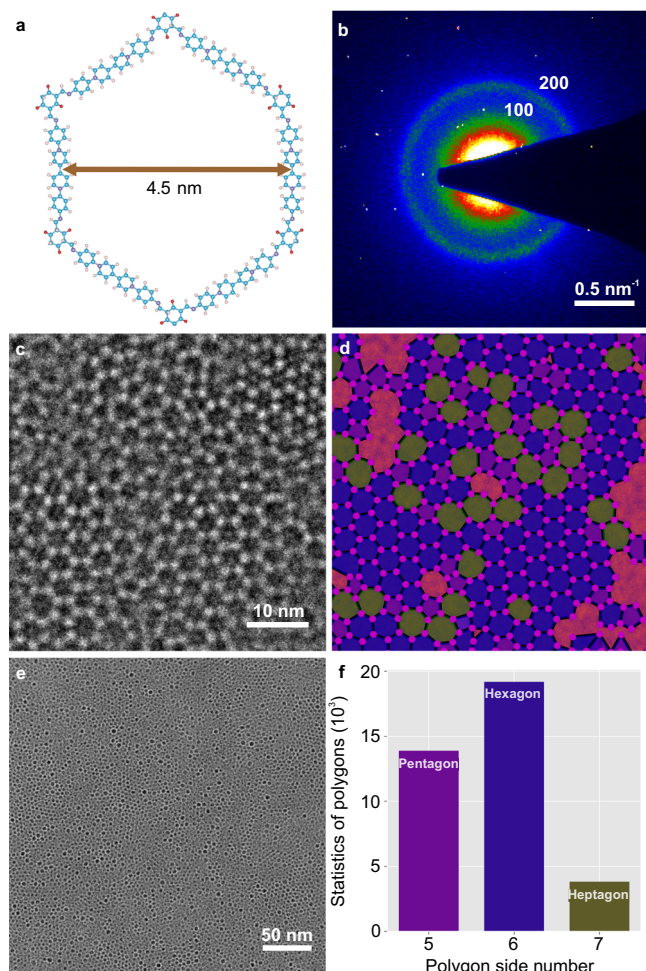 a
4.5 nm
b
200
100
0.5 nm⁻¹
c
10 nm
d
e
50 nm
f
Statistics of polygons (10³)
20
15
10
5
0
Pentagon
Hexagon
Heptagon
5
6
7
Polygon side number